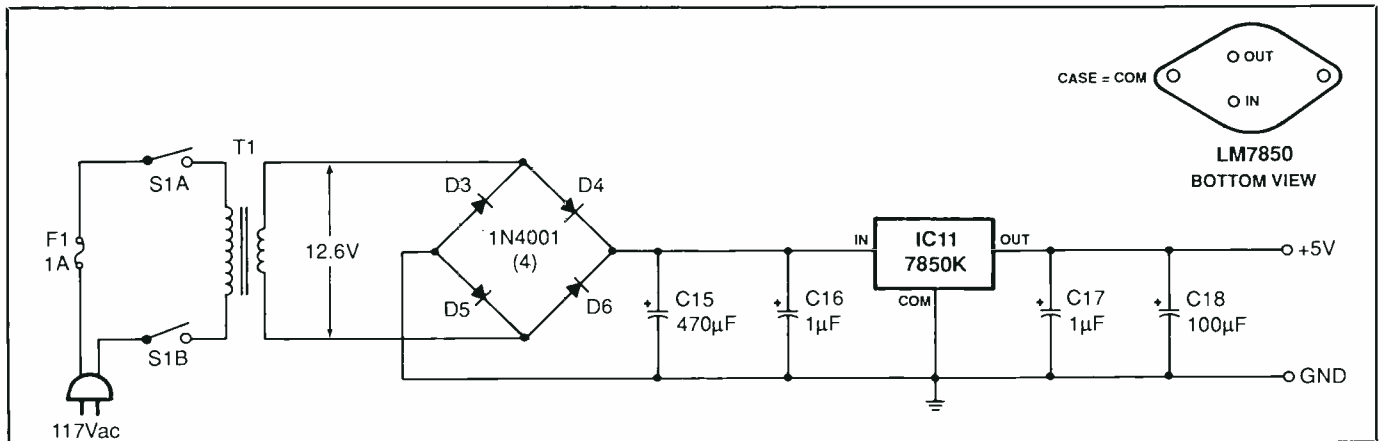 CASE = COM
OUT
IN
LM7850
BOTTOM VIEW
T1
S1A
F1
1A
S1B
117Vac
12.6V
D3
D4
1N4001
(4)
D5
D6
C15
470µF
C16
1µF
IN
IC11
7850K
OUT
COM
C17
1µF
C18
100µF
+5V
GND